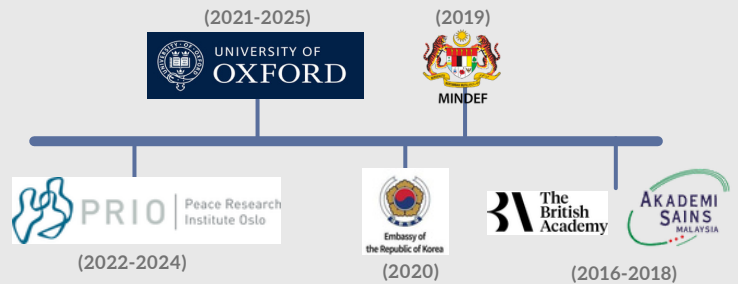 (2021-2025)
(2019)
UNIVERSITY OF
OXFORD
MINDEF
PRIO
Peace Research
Institute Oslo
(2022-2024)
Embassy of
the Republic of Korea
(2020)
BA
The
British
Academy
AKADEMI
SAINS
MALAYSIA
(2016-2018)